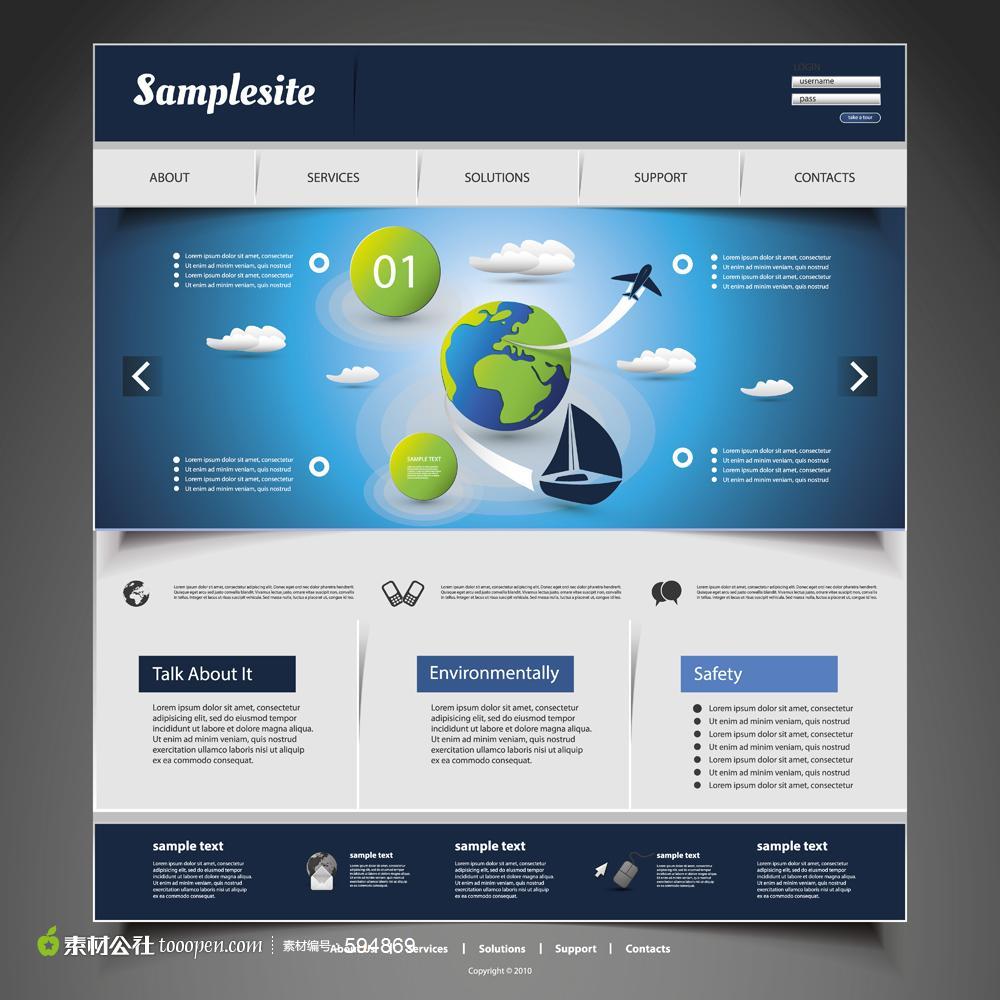 Samplesite
LOGIN
username
pass
take a tour
ABOUT
SERVICES
SOLUTIONS
SUPPORT
CONTACTS
Lorem ipsum dolor sit amet, consectetur
Ut enim ad minim veniam, quis nostrud
Lorem ipsum dolor sit amet, consectetur
Ut enim ad minim veniam, quis nostrud
01
Lorem ipsum dolor sit amet, consectetur
Ut enim ad minim veniam, quis nostrud
Lorem ipsum dolor sit amet, consectetur
Ut enim ad minim veniam, quis nostrud
Lorem ipsum dolor sit amet, consectetur
Ut enim ad minim veniam, quis nostrud
Lorem ipsum dolor sit amet, consectetur
Ut enim ad minim veniam, quis nostrud
SAMPLE TEXT
Lorem ipsum dolor sit amet, consectetur
Ut enim ad minim veniam, quis nostrud
Lorem ipsum dolor sit amet, consectetur
Ut enim ad minim veniam, quis nostrud
Talk About It
Lorem ipsum dolor sit amet, consectetur
adipisicing elit, sed do eiusmod tempor
incididunt ut labore et dolore magna aliqua.
Ut enim ad minim veniam, quis nostrud
exercitation ullamco laboris nisi ut aliquip
ex ea commodo consequat.
Environmentally
Lorem ipsum dolor sit amet, consectetur
adipisicing elit, sed do eiusmod tempor
incididunt ut labore et dolore magna aliqua.
Ut enim ad minim veniam, quis nostrud
exercitation ullamco laboris nisi ut aliquip
ex ea commodo consequat.
Safety
Lorem ipsum dolor sit amet, consectetur
Ut enim ad minim veniam, quis nostrud
Lorem ipsum dolor sit amet, consectetur
Ut enim ad minim veniam, quis nostrud
Lorem ipsum dolor sit amet, consectetur
Ut enim ad minim veniam, quis nostrud
Lorem ipsum dolor sit amet, consectetur
sample text
Lorem ipsum dolor sit amet, consectetur
adipisicing elit, sed do eiusmod tempor
incididunt ut labore et dolore magna aliqua.
Ut enim ad minim veniam, quis nostrud
exercitation ullamco laboris nisi ut aliquip
ex ea commodo consequat.
sample text
sample text
Lorem ipsum dolor sit amet, consectetur
adipisicing elit, sed do eiusmod tempor
incididunt ut labore et dolore magna aliqua.
Ut enim ad minim veniam, quis nostrud
exercitation ullamco laboris nisi ut aliquip
ex ea commodo consequat.
sample text
sample text
Lorem ipsum dolor sit amet, consectetur
adipisicing elit, sed do eiusmod tempor
incididunt ut labore et dolore magna aliqua.
Ut enim ad minim veniam, quis nostrud
exercitation ullamco laboris nisi ut aliquip
ex ea commodo consequat.
素材公社 tooopen.com 素材编号: 594869
About Us | Services | Solutions | Support | Contacts
Copyright © 2010